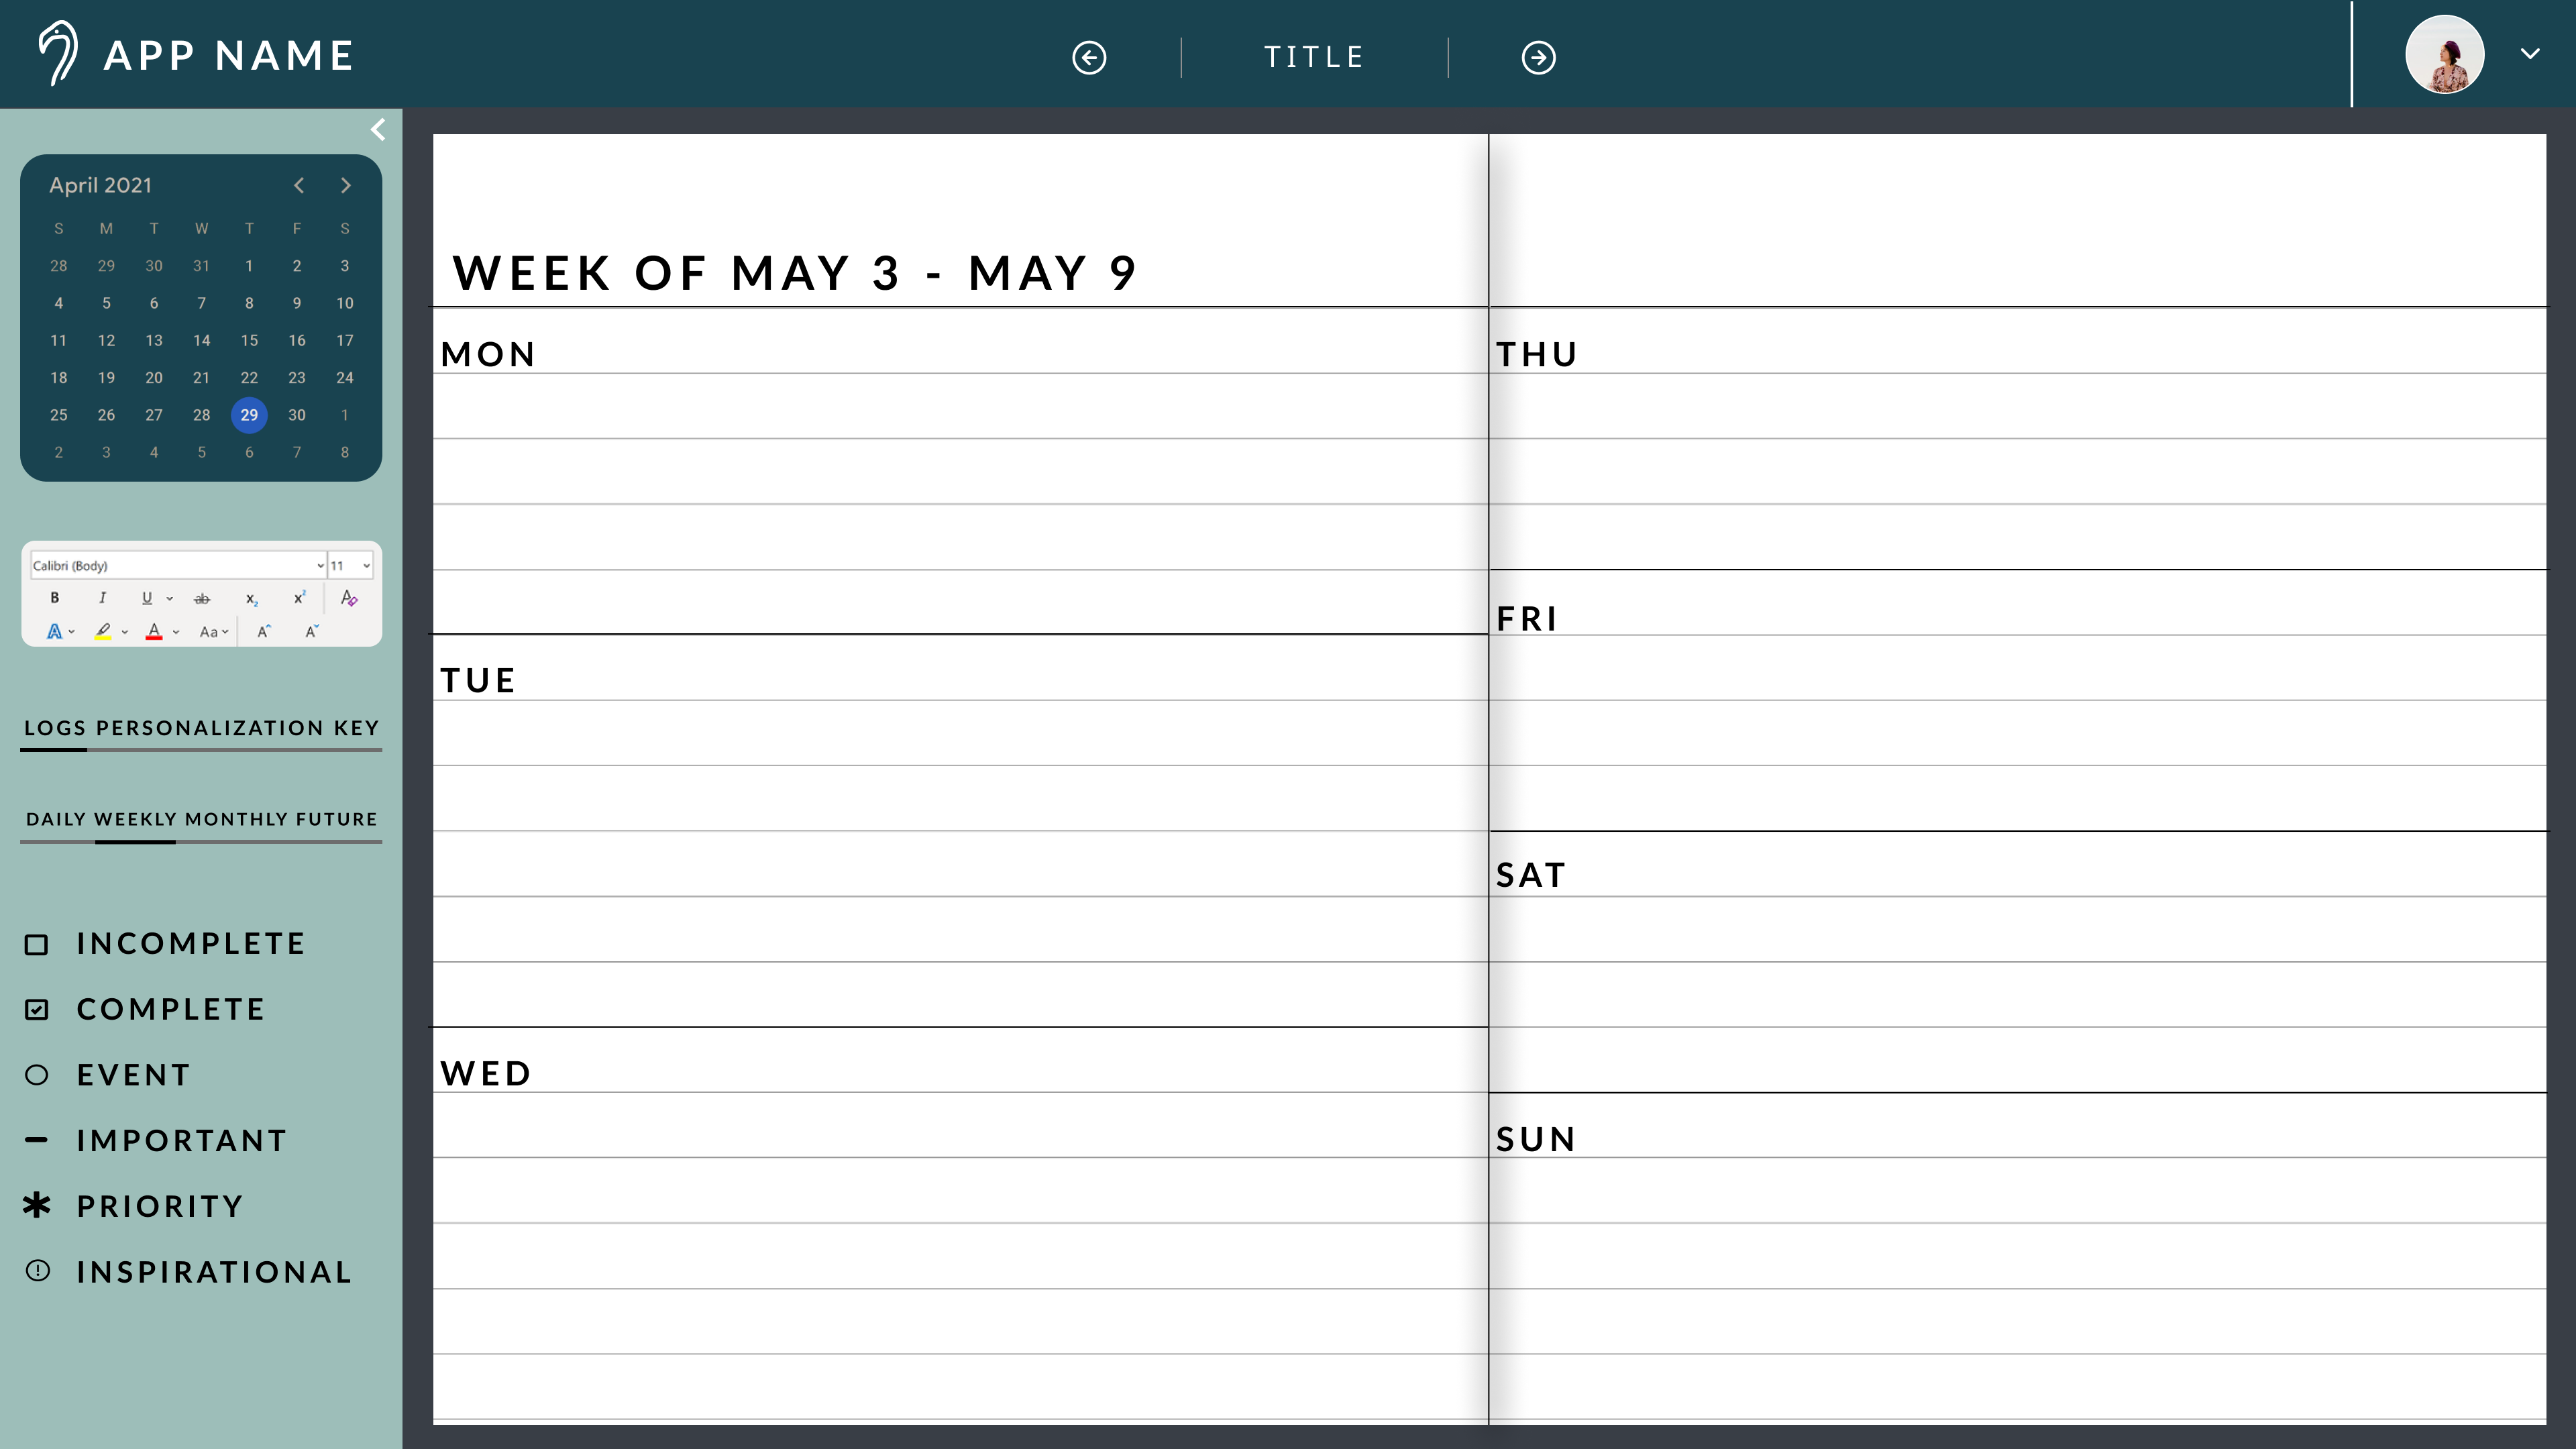 APP NAME
TITLE
April 2021
S M T W T F S
28 29 30 31 1 2 3
4 5 6 7 8 9 10
11 12 13 14 15 16 17
18 19 20 21 22 23 24
25 26 27 28 29 30 1
2 3 4 5 6 7 8
Calibri (Body) 11
B I U ab x₂ x² A
A A Aa A A
LOGS PERSONALIZATION KEY
DAILY WEEKLY MONTHLY FUTURE
INCOMPLETE
COMPLETE
EVENT
IMPORTANT
PRIORITY
INSPIRATIONAL
WEEK OF MAY 3 - MAY 9
MON
TUE
WED
THU
FRI
SAT
SUN